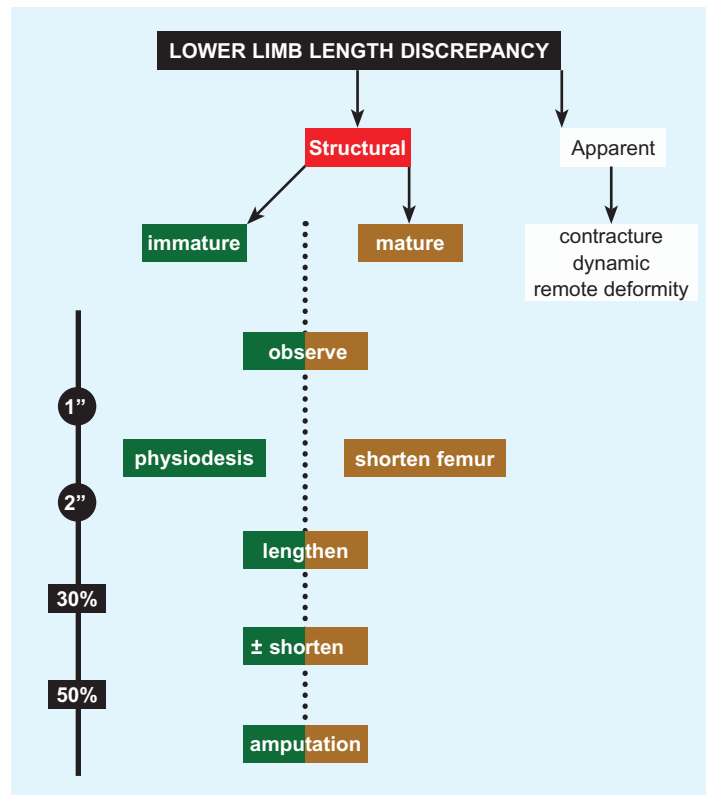 LOWER LIMB LENGTH DISCREPANCY
Structural
Apparent
immature
mature
contracture
dynamic
remote deformity
observe
1”
physiodesis
shorten femur
2”
lengthen
30%
± shorten
50%
amputation